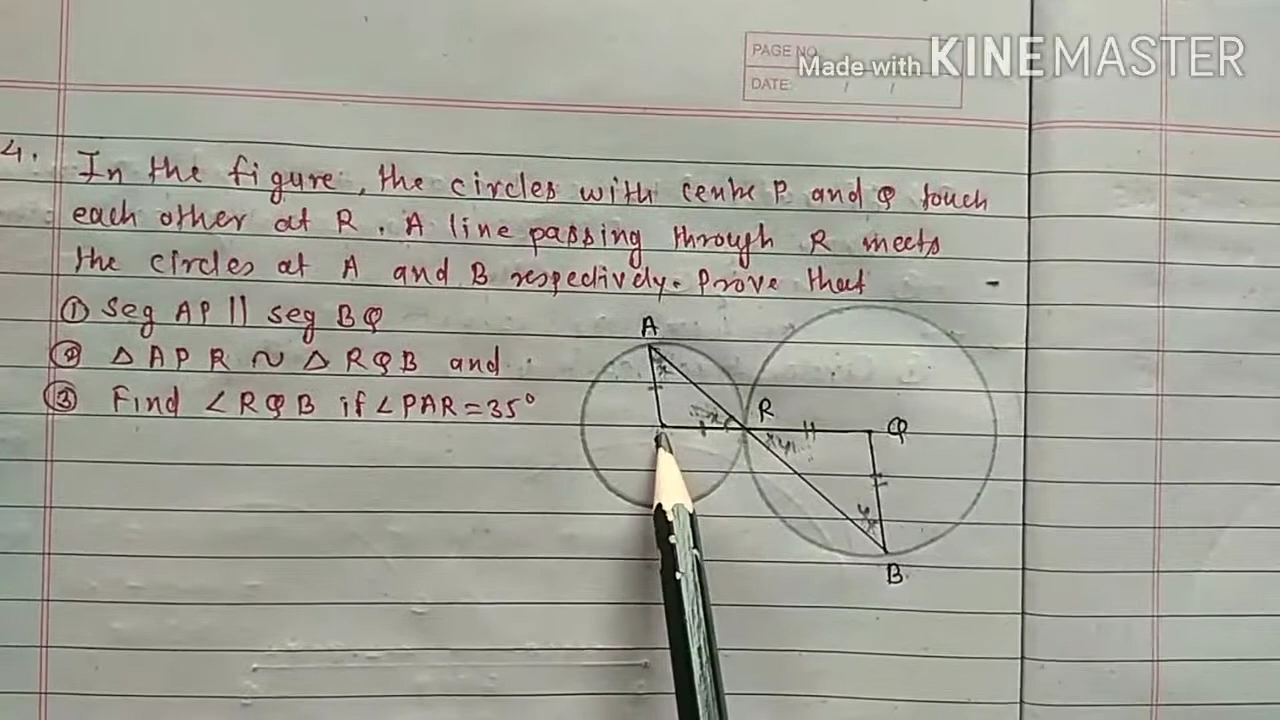 PAGE NO.
DATE: / /
Made with KINEMASTER
4. In the figure, the circles with centre P and Q touch
each other at R. A line passing through R meets
the circles at A and B respectively. Prove that
① seg AP || seg BQ
② △ APR ~ △ RQB and
③ Find ∠RQB if ∠PAR = 35°
A
x
x
R
Q
y
y
B